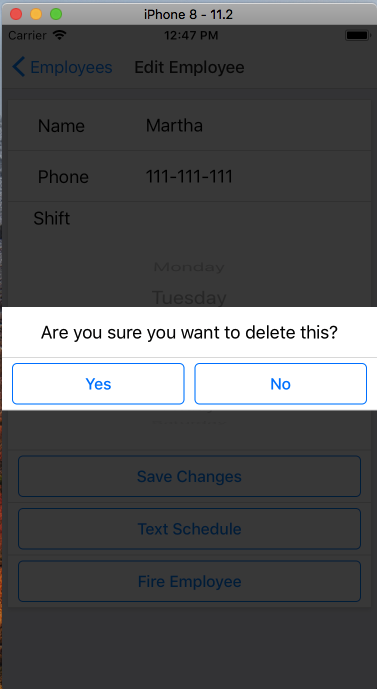 iPhone 8 - 11.2
Carrier 12:47 PM
Employees Edit Employee
Name Martha
Phone 111-111-111
Shift
Monday
Tuesday
Are you sure you want to delete this?
Yes No
Save Changes
Text Schedule
Fire Employee